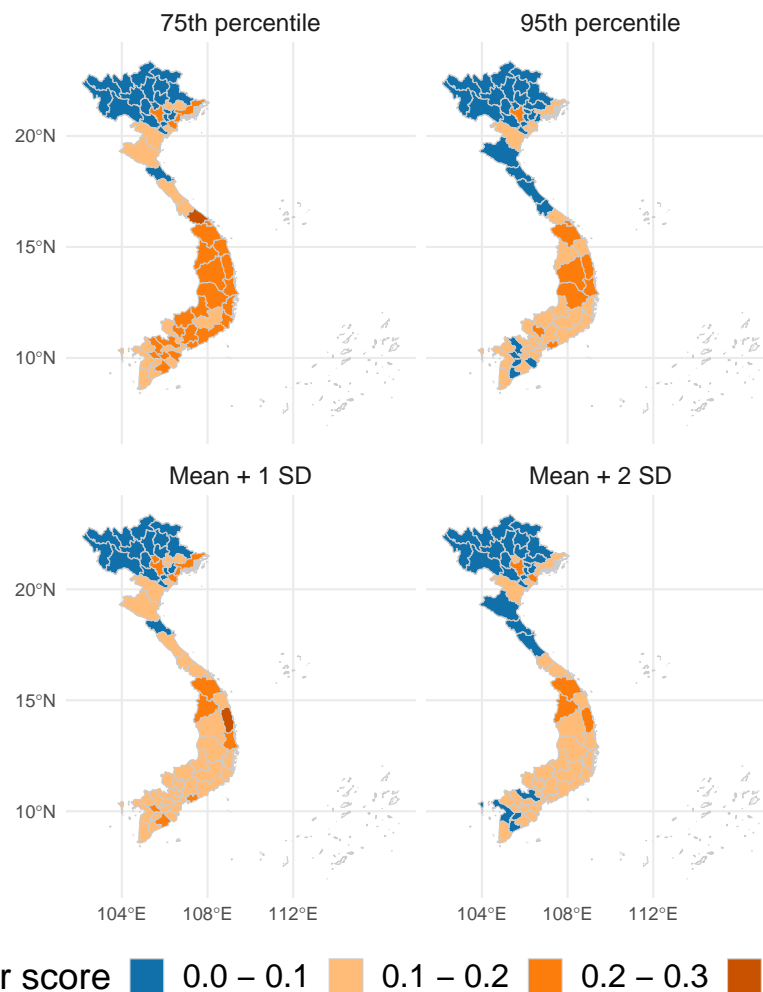 75th percentile 95th percentile
20°N
15°N
10°N
Mean + 1 SD Mean + 2 SD
20°N
15°N
10°N
104°E 108°E 112°E 104°E 108°E 112°E
r score 0.0 – 0.1 0.1 – 0.2 0.2 – 0.3